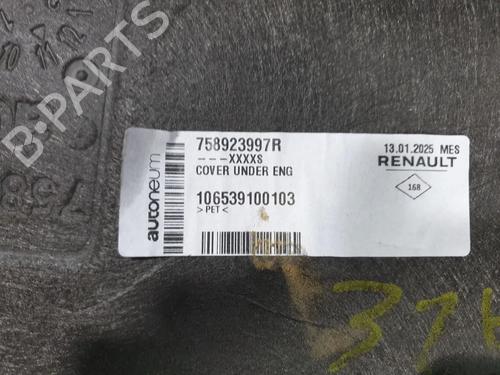 autoneum
758923997R
---XXXXS
COVER UNDER ENG
106539100103
>PET<
13.01.2025 MES
RENAULT
168
B-PARTS